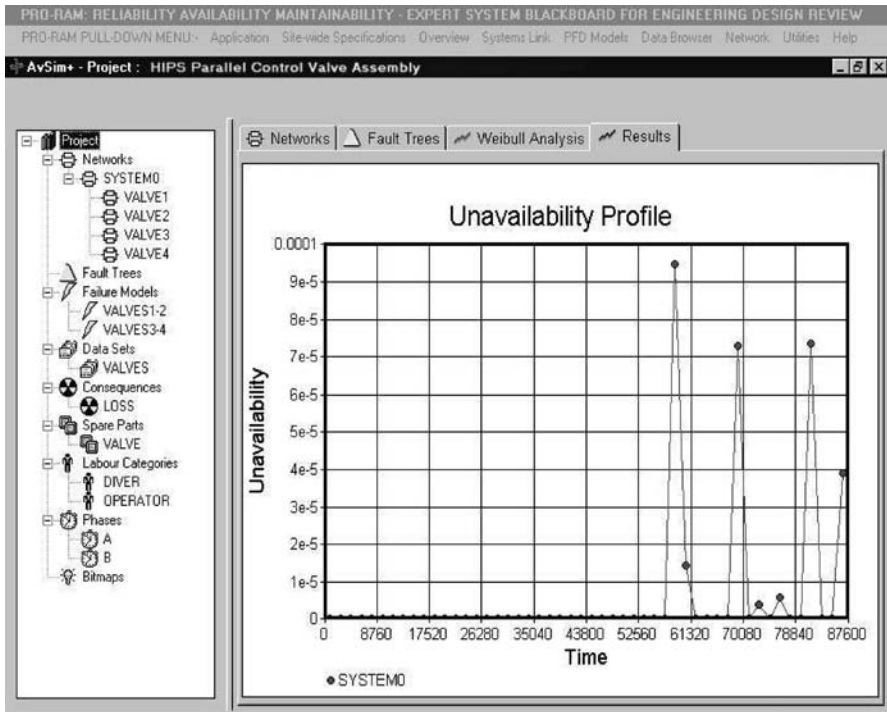 PRO-RAM: RELIABILITY AVAILABILITY MAINTAINABILITY - EXPERT SYSTEM BLACKBOARD FOR ENGINEERING DESIGN REVIEW
PRO-RAM PULL-DOWN MENU:- Application Site-wide Specifications Overview Systems Link PFD Models Data Browser Network Utilities Help
AvSim+ - Project : HIPS Parallel Control Valve Assembly
Project
Networks
SYSTEM0
VALVE1
VALVE2
VALVE3
VALVE4
Fault Trees
Failure Models
VALVES1-2
VALVES3-4
Data Sets
VALVES
Consequences
LOSS
Spare Parts
VALVE
Labour Categories
DIVER
OPERATOR
Phases
A
B
Bitmaps
Networks Fault Trees Weibull Analysis Results
Unavailability Profile
Unavailability
0.0001
9e-5
8e-5
7e-5
6e-5
5e-5
4e-5
3e-5
2e-5
1e-5
0
0 8760 17520 26280 35040 43800 52560 61320 70080 78840 87600
Time
SYSTEM0